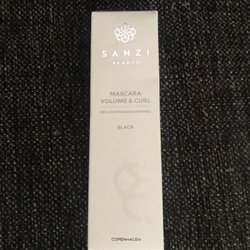 SANZI
BEAUTY
MASCARA
VOLUME & CURL
BLACK
COPENHAGEN